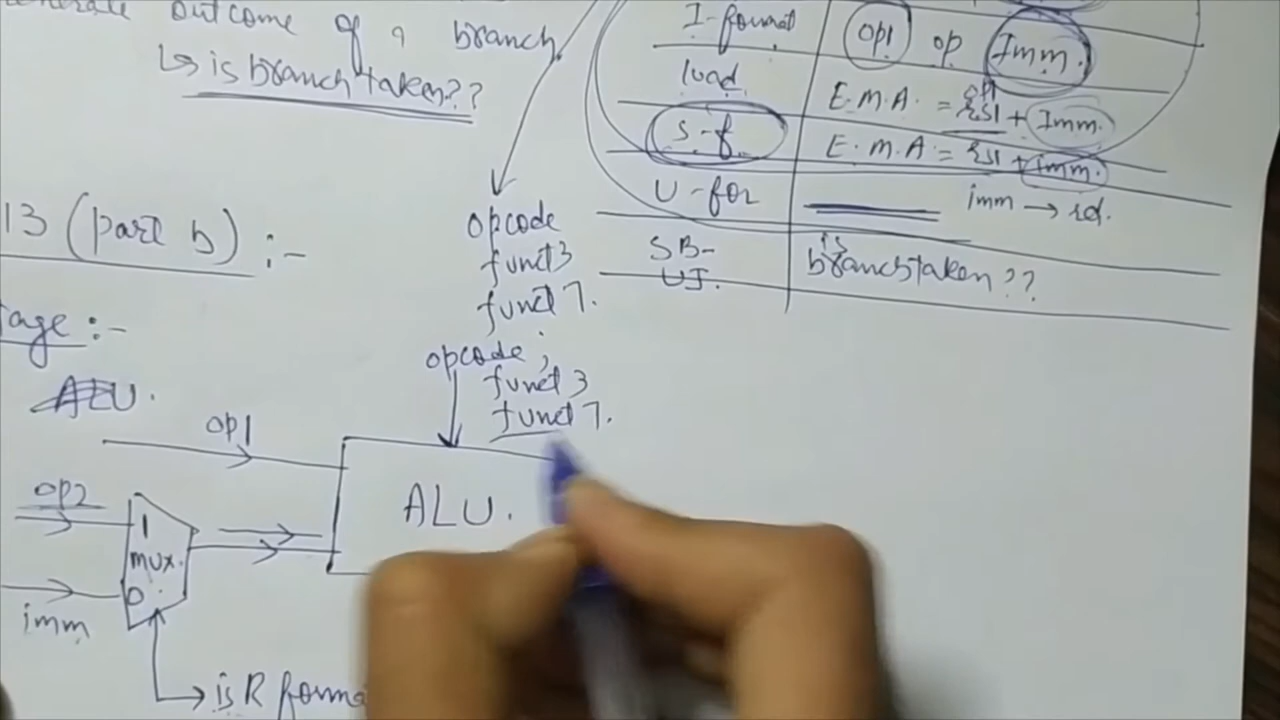 outcome of a branch
↳ is branch taken??
I-format op1 op Imm.
load E.M.A. = rs1 + Imm.
op1
S-f. E.M.A = rs1 + imm.
U-for imm → rd.
SB- is
UJ. branch taken??
13 (part b) :-
opcode
funct3
funct7.
opcode,
funct3
funct7.
ALU.
op1
op2
1
mux.
0
imm
ALU.
is R forma